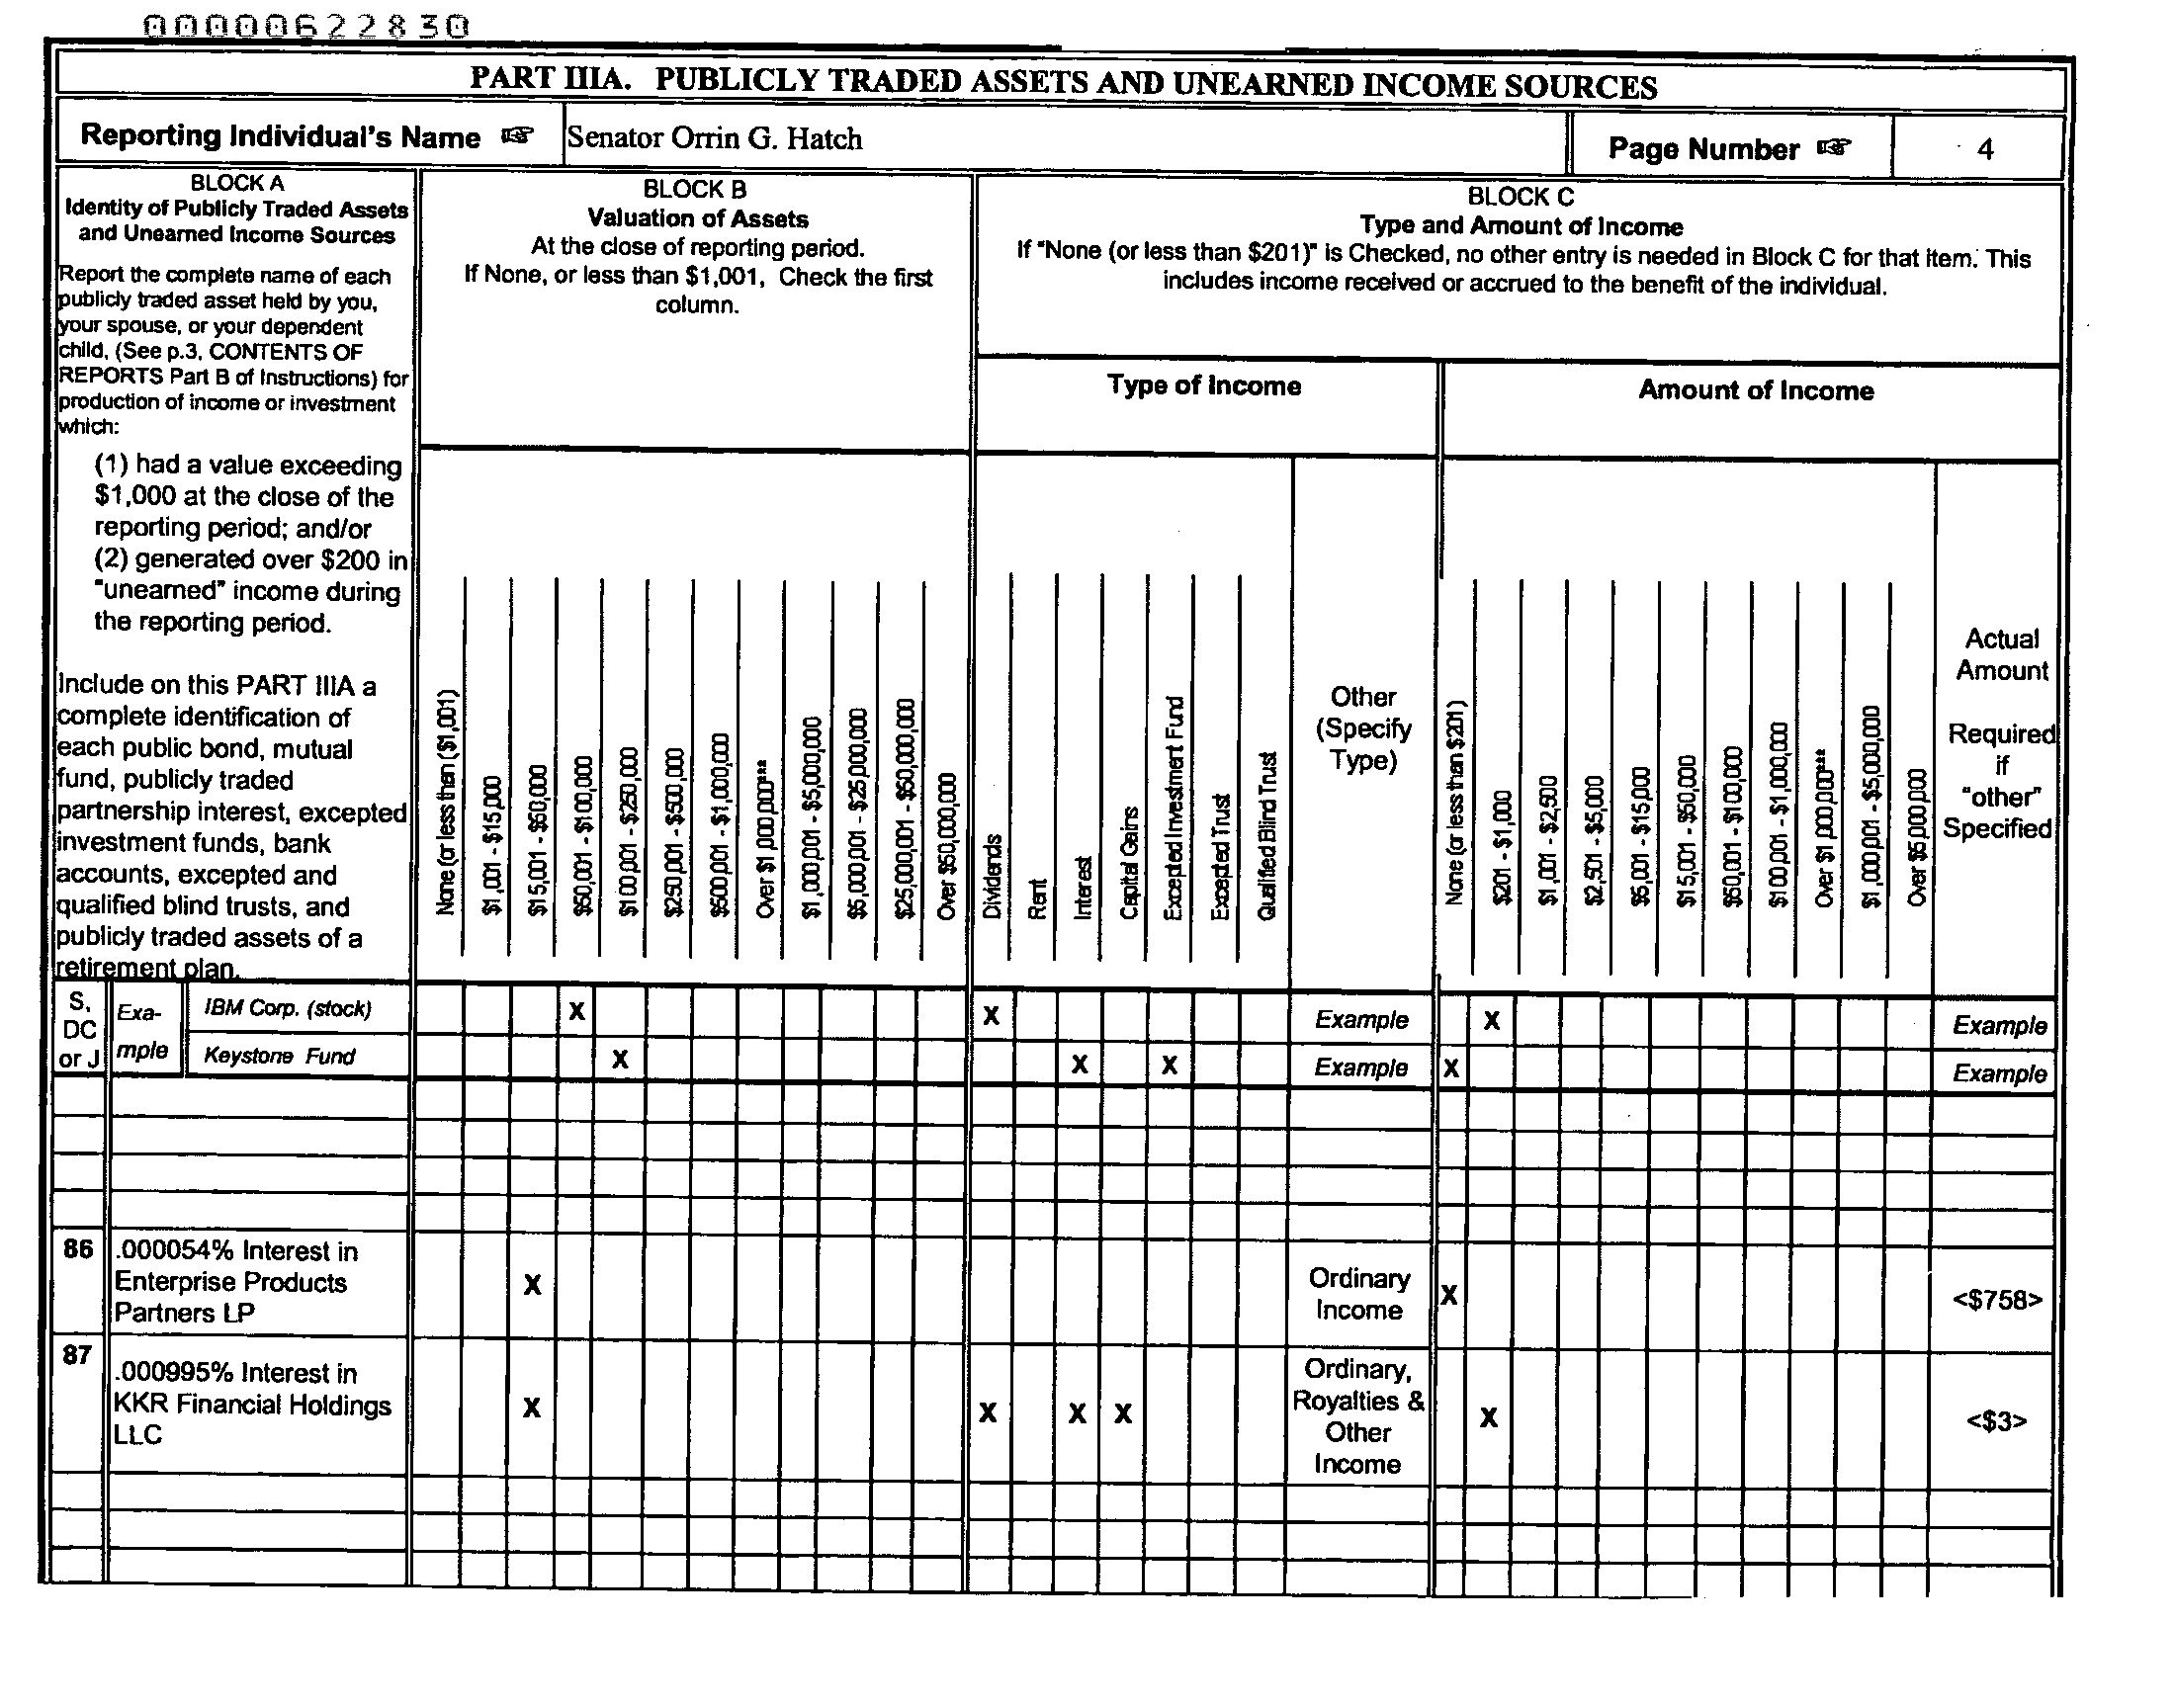 00000622830
PART IIIA. PUBLICLY TRADED ASSETS AND UNEARNED INCOME SOURCES
Reporting Individual's Name ☞ Senator Orrin G. Hatch Page Number ☞ 4
BLOCK A
Identity of Publicly Traded Assets
and Unearned Income Sources
Report the complete name of each
publicly traded asset held by you,
your spouse, or your dependent
child, (See p.3, CONTENTS OF
REPORTS Part B of Instructions) for
production of income or investment
which:
(1) had a value exceeding
$1,000 at the close of the
reporting period; and/or
(2) generated over $200 in
"unearned" income during
the reporting period.
Include on this PART IIIA a
complete identification of
each public bond, mutual
fund, publicly traded
partnership interest, excepted
investment funds, bank
accounts, excepted and
qualified blind trusts, and
publicly traded assets of a
retirement plan.
BLOCK B
Valuation of Assets
At the close of reporting period.
If None, or less than $1,001, Check the first
column.
BLOCK C
Type and Amount of Income
If "None (or less than $201)" is Checked, no other entry is needed in Block C for that item. This
includes income received or accrued to the benefit of the individual.
Type of Income
Amount of Income
None (or less then ($1,001)
$1,001 - $15,000
$15,001 - $50,000
$50,001 - $100,000
$100,001 - $250,000
$250,001 - $500,000
$500,001 - $1,000,000
Over $1,000,000***
$1,000,001 - $5,000,000
$5,000,001 - $25,000,000
$25,000,001 - $50,000,000
Over $50,000,000
Dividends
Rent
Interest
Capital Gains
Excepted Investment Fund
Excepted Trust
Qualified Blind Trust
Other
(Specify
Type)
None (or less than $201)
$201 - $1,000
$1,001 - $2,500
$2,501 - $5,000
$5,001 - $15,000
$15,001 - $50,000
$50,001 - $100,000
$100,001 - $1,000,000
Over $1,000,000***
$1,000,001 - $5,000,000
Over $5,000,000
Actual
Amount
Required
if
"other"
Specified
S,
DC
or J
Exa-
mple
IBM Corp. (stock) X X Example X Example
Keystone Fund X X X Example X Example
86 .000054% Interest in
Enterprise Products
Partners LP
X
Ordinary
Income
X <$758>
87
.000995% Interest in
KKR Financial Holdings
LLC
X X X X
Ordinary,
Royalties &
Other
Income
X <$3>